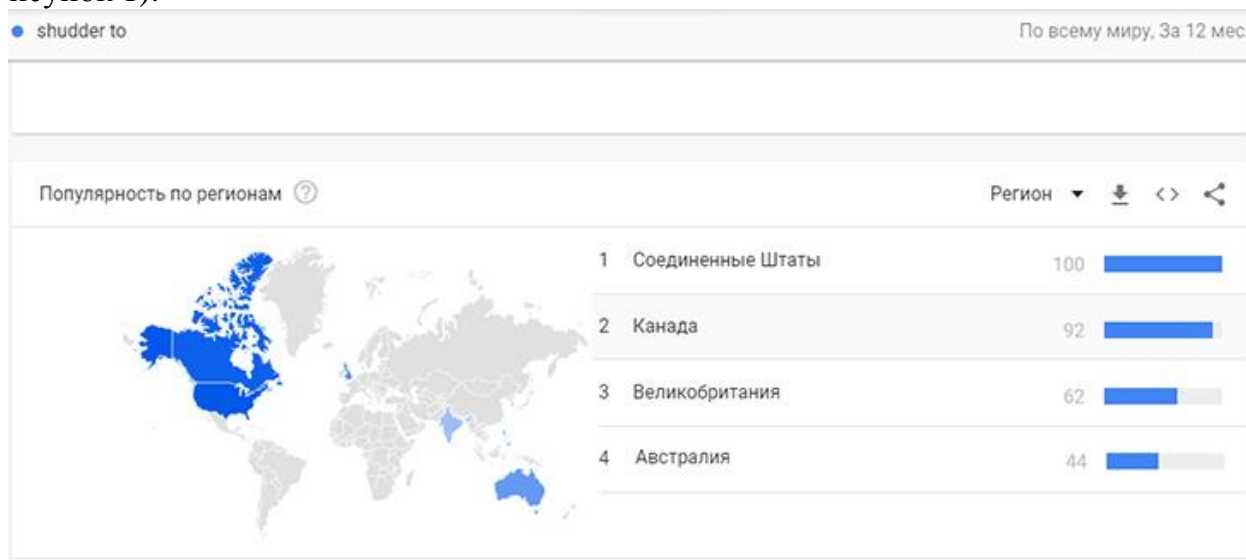 shudder to По всему миру, За 12 мес
Популярность по регионам ? Регион
1 Соединенные Штаты 100
2 Канада 92
3 Великобритания 62
4 Австралия 44